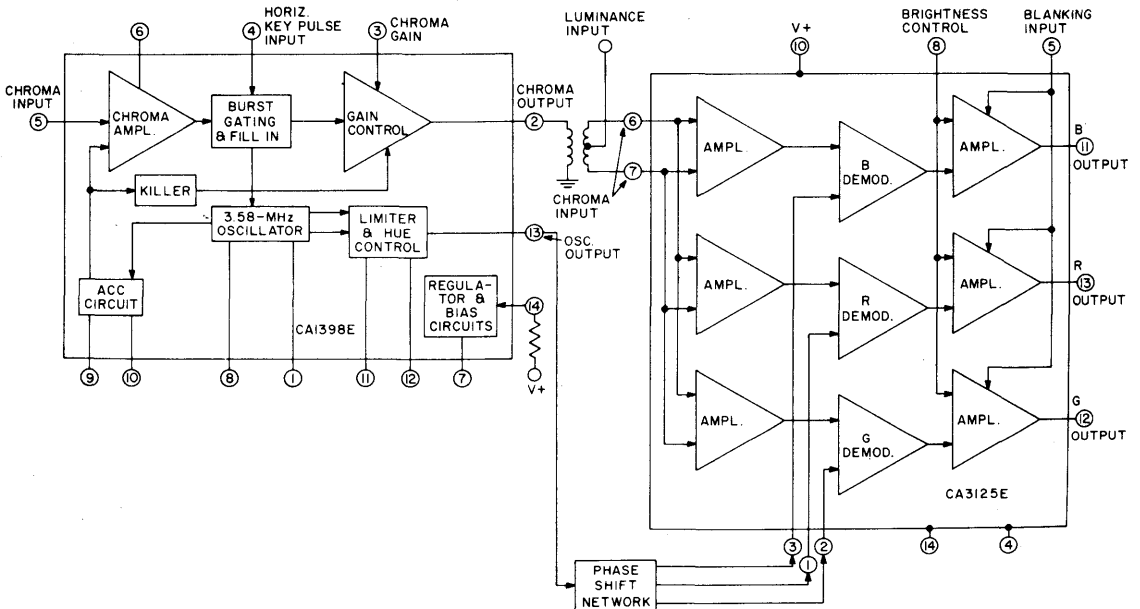 HORIZ.
KEY PULSE
INPUT
CHROMA
GAIN
6
4
3
CHROMA
INPUT
5
CHROMA
AMPL.
BURST
GATING
& FILL IN
GAIN
CONTROL
CHROMA
OUTPUT
2
KILLER
3.58-MHz
OSCILLATOR
LIMITER
& HUE
CONTROL
13
OSC.
OUTPUT
ACC
CIRCUIT
CA1398E
REGULA-
TOR &
BIAS
CIRCUITS
14
V+
9
10
8
1
11
12
7
LUMINANCE
INPUT
6
7
CHROMA
INPUT
V+
10
BRIGHTNESS
CONTROL
8
BLANKING
INPUT
5
AMPL.
B
DEMOD.
AMPL.
B
11
OUTPUT
AMPL.
R
DEMOD.
AMPL.
R
13
OUTPUT
AMPL.
G
DEMOD.
AMPL.
G
12
OUTPUT
CA3125E
3
1
2
14
4
PHASE
SHIFT
NETWORK